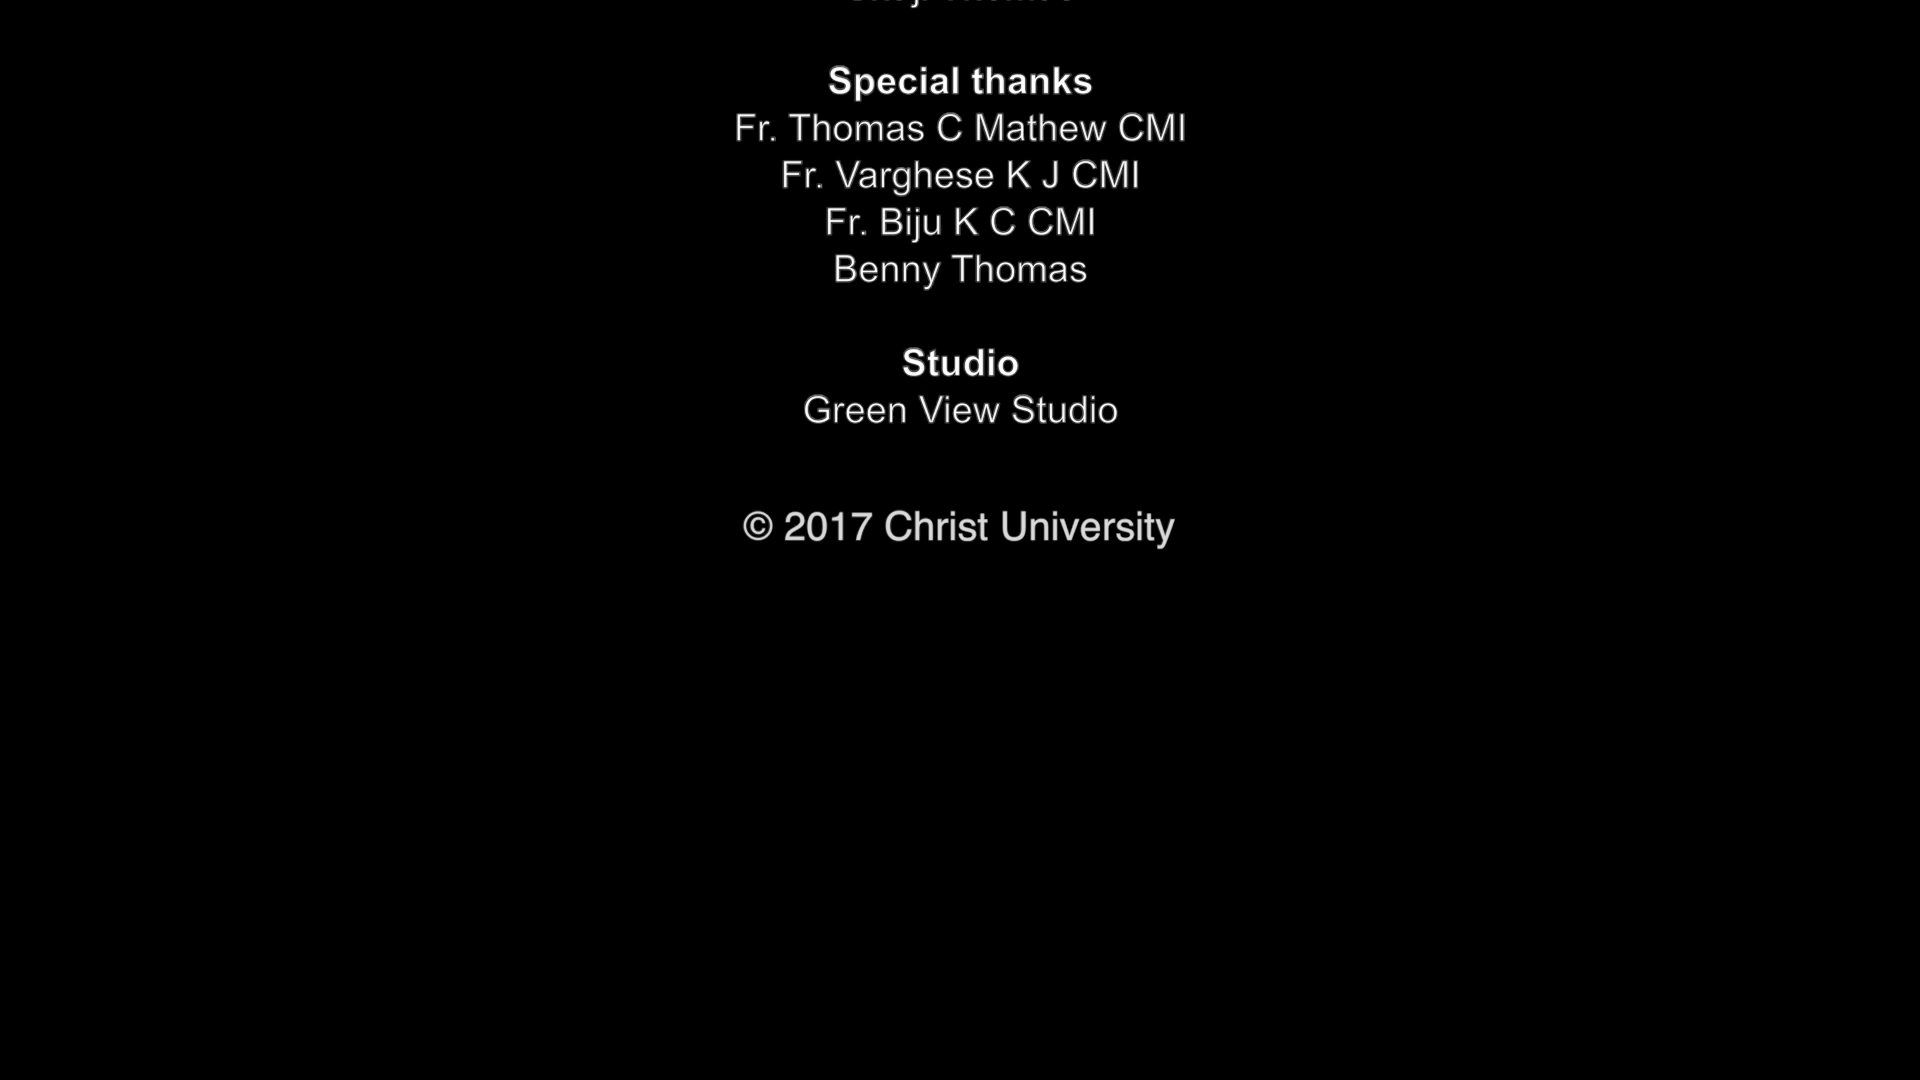 Special thanks
Fr. Thomas C Mathew CMI
Fr. Varghese K J CMI
Fr. Biju K C CMI
Benny Thomas
Studio
Green View Studio
© 2017 Christ University